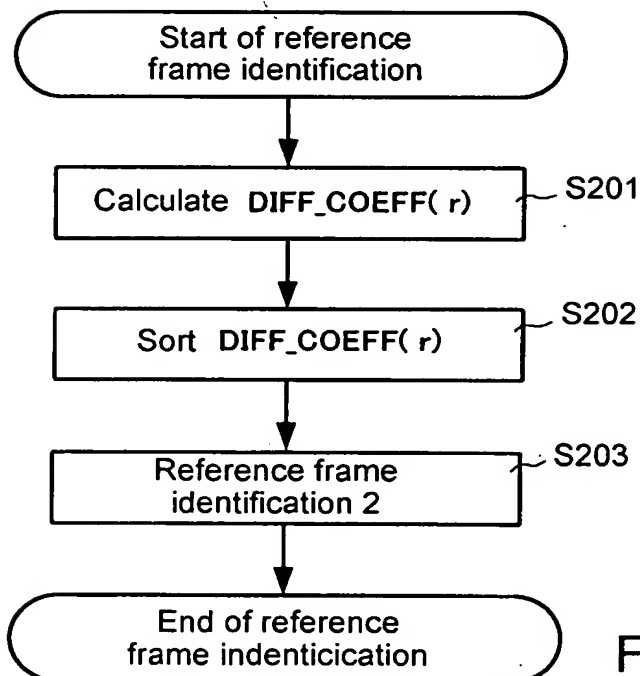 Start of reference
frame identification
Calculate DIFF_COEFF( r)
S201
Sort DIFF_COEFF( r)
S202
Reference frame
identification 2
S203
End of reference
frame indenticication
F